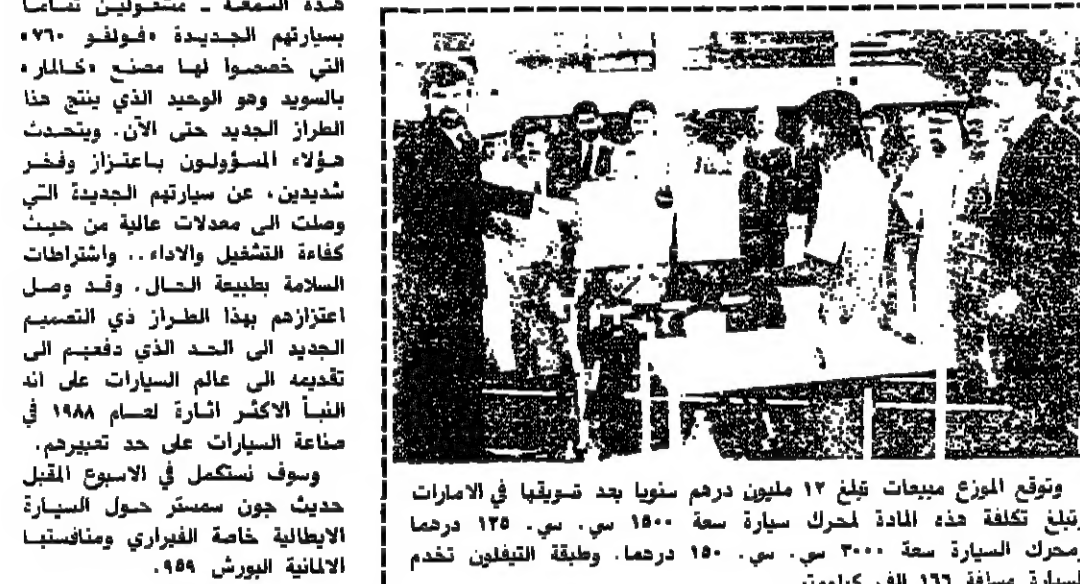 هذه السمعة ـ مشغولين تماما
بسيارتهم الجديدة «فولفو ٧٦٠»
التي خصصوا لها مصنع «كالمار»
بالسويد وهو الوحيد الذي ينتج هذا
الطراز الجديد حتى الآن. ويتحدث
هؤلاء المسؤولون باعتزاز وفخر
شديدين، عن سيارتهم الجديدة التي
وصلت الى معدلات عالية من حيث
كفاءة التشغيل والاداء.. واشتراطات
السلامة بطبيعة الحال. وقد وصل
اعتزازهم بهذا الطراز ذي التصميم
الجديد الى الحد الذي دفعهم الى
تقديمه الى عالم السيارات على انه
النبأ الاكثر اثارة لعام ١٩٨٨ في
صناعة السيارات على حد تعبيرهم.
وسوف نستكمل في الاسبوع المقبل
حديث جون سمستر حول السيارة
الايطالية خاصة الفيراري ومنافستها
الالمانية البورش ٩٥٩.
وتوقع الموزع مبيعات تبلغ ١٢ مليون درهم سنويا بعد تسويقها في الامارات
وتبلغ تكلفة هذه المادة لمحرك سيارة سعة ١٥٠٠ سي. سي. ١٢٥ درهما
لمحرك السيارة سعة ٣٠٠٠ سي. سي. ١٥٠ درهما. وطبقة التيفلون تخدم
السيارة مسافة ١٦٦ الف كيلومتر